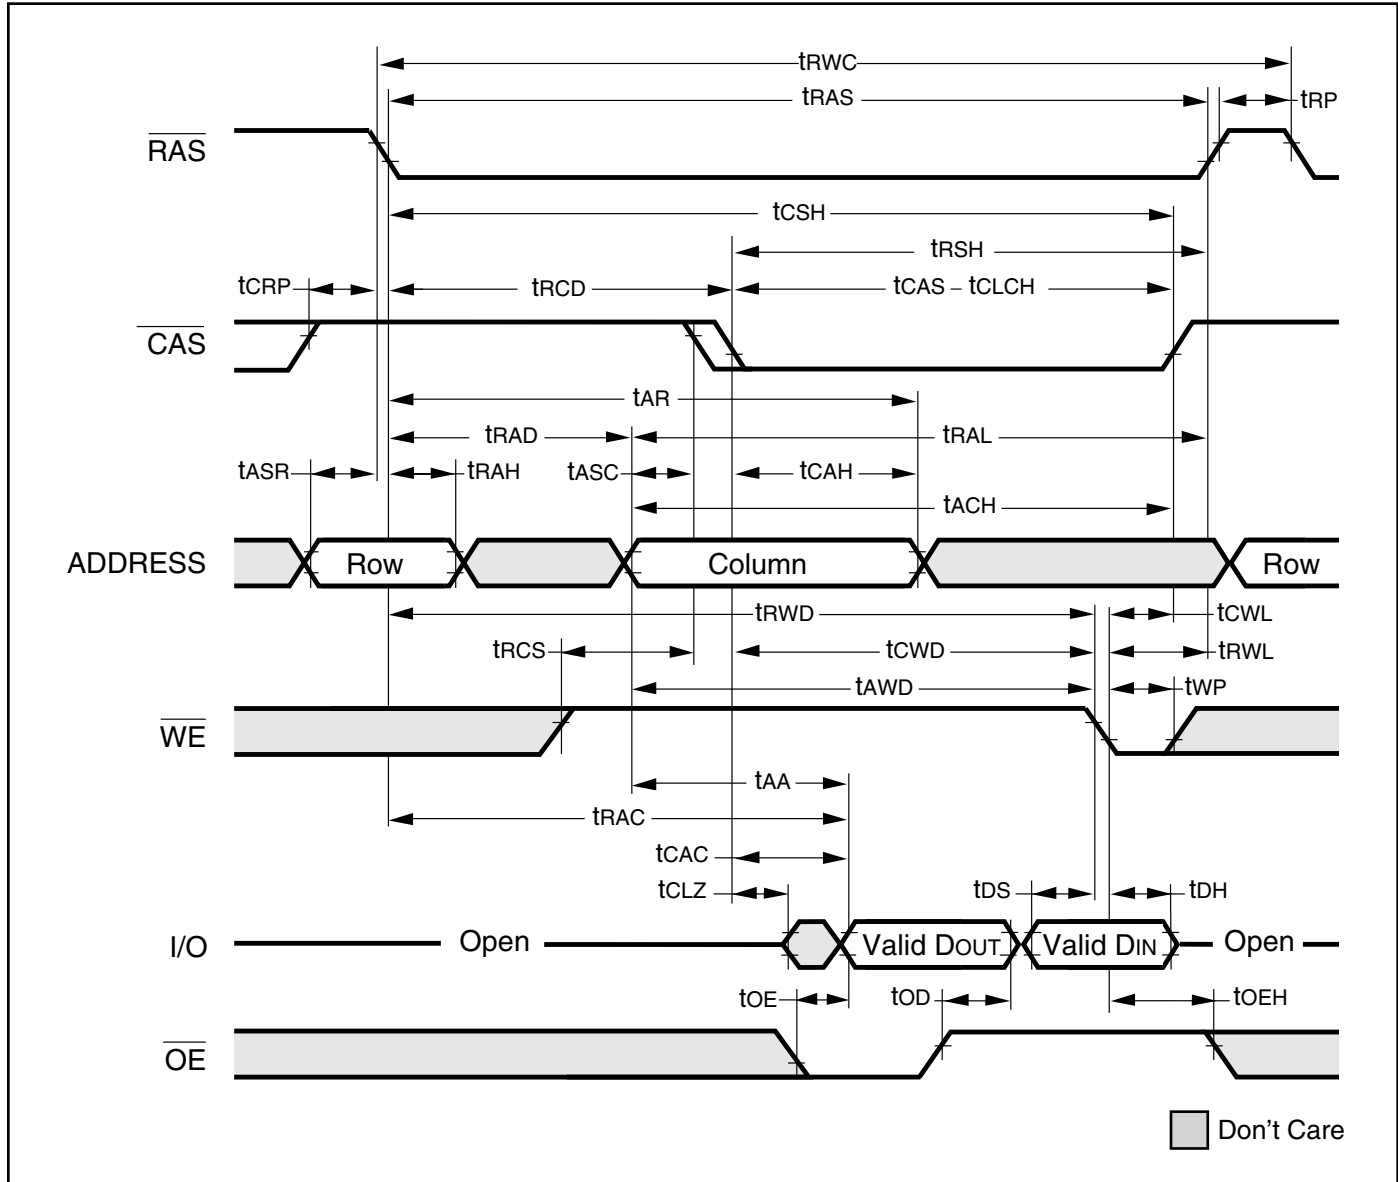 tRWC
tRAS
tRP
RAS
tCSH
tRSH
tCRP
tRCD
tCAS – tCLCH
CAS
tAR
tRAD
tRAL
tASR
tRAH
tASC
tCAH
tACH
ADDRESS
Row
Column
Row
tRWD
tCWL
tRCS
tCWD
tRWL
tAWD
tWP
WE
tAA
tRAC
tCAC
tCLZ
tDS
tDH
I/O
Open
Valid DOUT
Valid DIN
Open
tOE
tOD
tOEH
OE
Don't Care